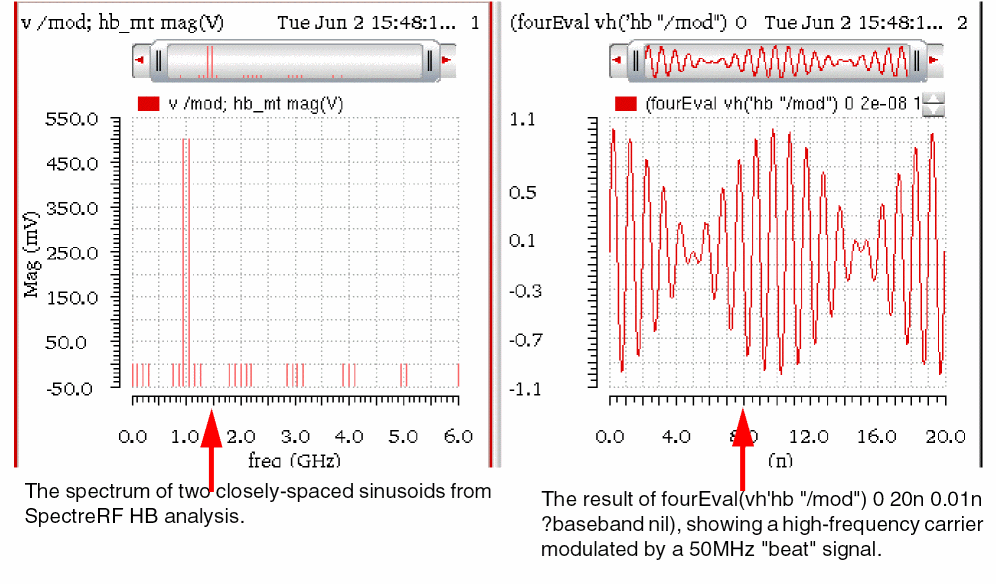 v /mod; hb_mt mag(V) Tue Jun 2 15:48:1... 1
v /mod; hb_mt mag(V)
550.0
450.0
350.0
250.0
150.0
50.0
-50.0
Mag (mV)
0.0 1.0 2.0 3.0 4.0 5.0 6.0
freq (GHz)
The spectrum of two closely-spaced sinusoids from
SpectreRF HB analysis.
(fourEval vh('hb "/mod") 0 Tue Jun 2 15:48:1... 2
(fourEval vh('hb "/mod") 0 2e-08 1
1.1
0.5
0.1
-0.3
-0.7
-1.1
0.0 4.0 8.0 12.0 16.0 20.0
(n)
The result of fourEval(vh'hb "/mod") 0 20n 0.01n
?baseband nil), showing a high-frequency carrier
modulated by a 50MHz "beat" signal.